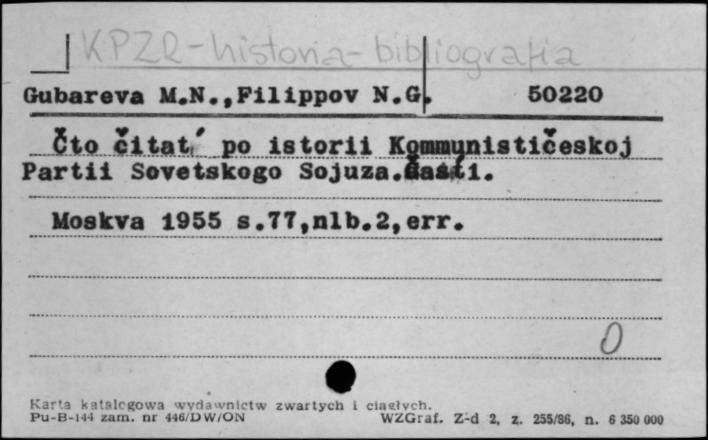 KPZR - historia - bibliografia
Gubareva M.N.,Filippov N.G. 50220
Čto čitat´ po istorii Kommunističeskoj
Partii Sovetskogo Sojuza.Čast́1.
Moskva 1955 s.77,nlb.2,err.
0
Karta katalogowa wydawnictw zwartych i ciągłych.
Pu-B-144 zam. nr 446/DW/ON WZGraf. Z-d 2, z. 255/86, n. 6 350 000